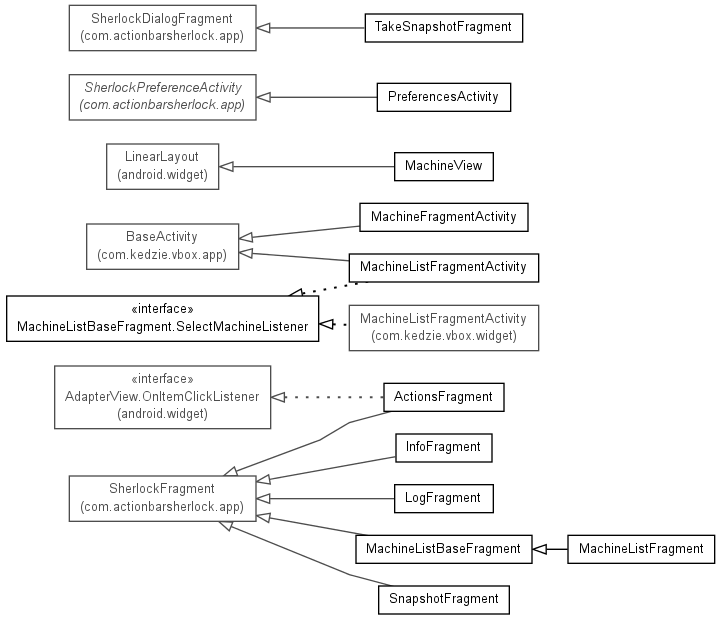 SherlockDialogFragment
(com.actionbarsherlock.app)
TakeSnapshotFragment
SherlockPreferenceActivity
(com.actionbarsherlock.app)
PreferencesActivity
LinearLayout
(android.widget)
MachineView
BaseActivity
(com.kedzie.vbox.app)
MachineFragmentActivity
MachineListFragmentActivity
«interface»
MachineListBaseFragment.SelectMachineListener
MachineListFragmentActivity
(com.kedzie.vbox.widget)
«interface»
AdapterView.OnItemClickListener
(android.widget)
ActionsFragment
InfoFragment
SherlockFragment
(com.actionbarsherlock.app)
LogFragment
MachineListBaseFragment
MachineListFragment
SnapshotFragment